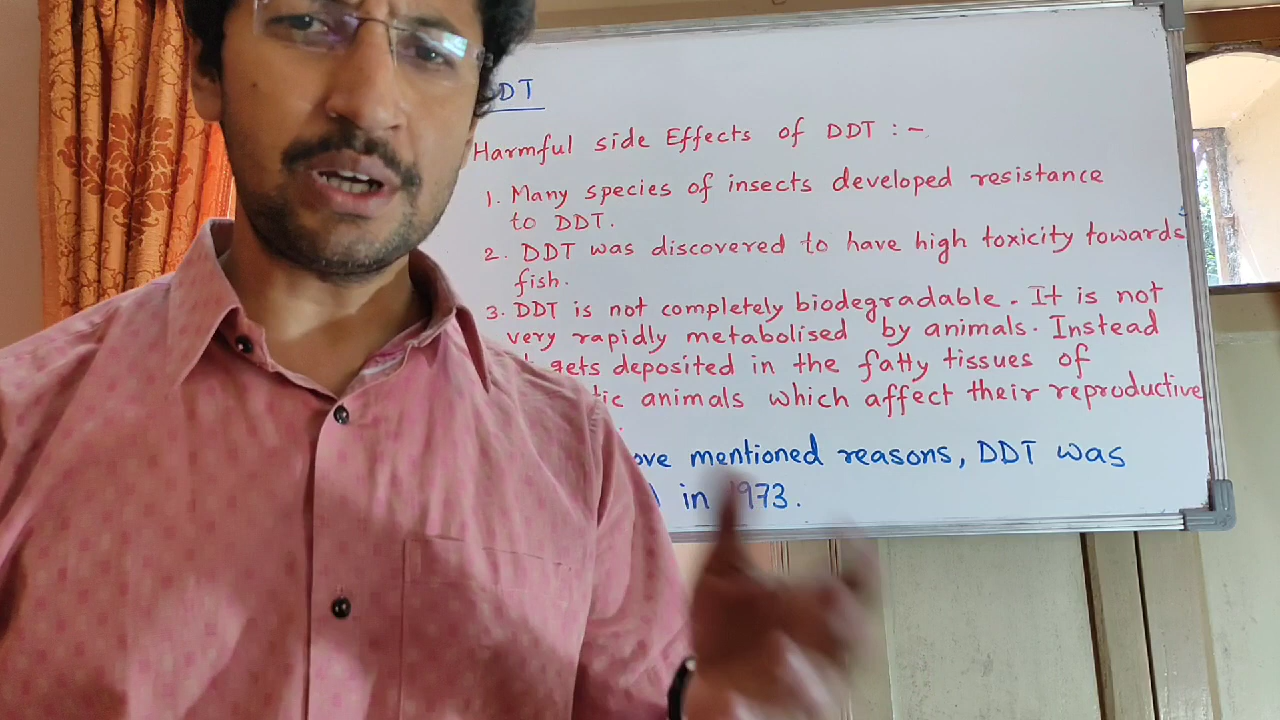 DDT
Harmful side Effects of DDT :-
1. Many species of insects developed resistance
to DDT.
2. DDT was discovered to have high toxicity towards
fish.
3. DDT is not completely biodegradable. It is not
very rapidly metabolised by animals. Instead
gets deposited in the fatty tissues of
animals which affect their reproductive
mentioned reasons, DDT was
in 1973.